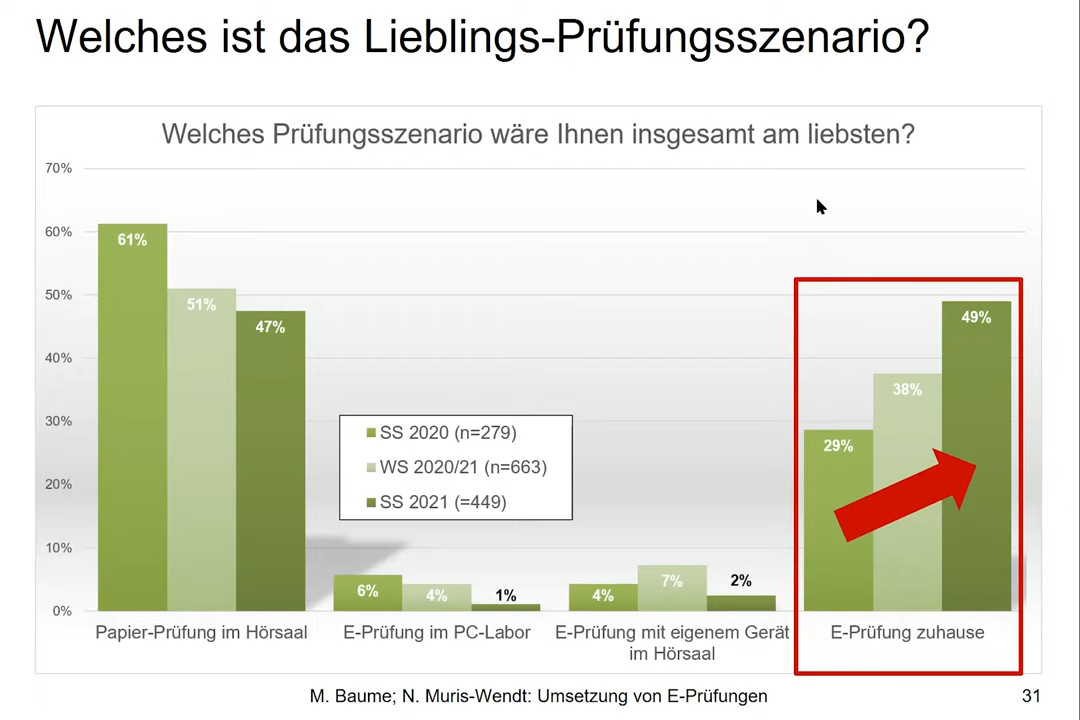 Welches ist das Lieblings-Prüfungsszenario?
Welches Prüfungsszenario wäre Ihnen insgesamt am liebsten?
70%
60%
50%
40%
30%
20%
10%
0%
61%
51%
47%
6%
4%
1%
4%
7%
2%
29%
38%
49%
SS 2020 (n=279)
WS 2020/21 (n=663)
SS 2021 (=449)
Papier-Prüfung im Hörsaal
E-Prüfung im PC-Labor
E-Prüfung mit eigenem Gerät
im Hörsaal
E-Prüfung zuhause
M. Baume; N. Muris-Wendt: Umsetzung von E-Prüfungen
31